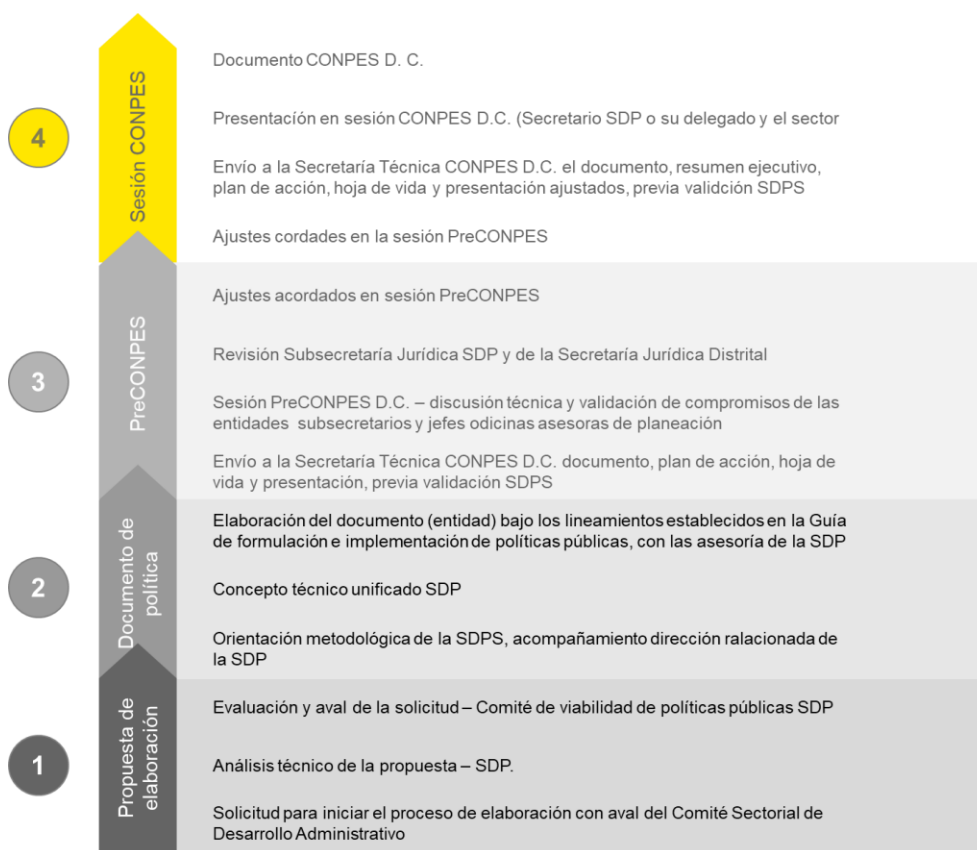 4
Sesión CONPES
Documento CONPES D. C.
Presentación en sesión CONPES D.C. (Secretario SDP o su delegado y el sector
Envío a la Secretaría Técnica CONPES D.C. el documento, resumen ejecutivo,
plan de acción, hoja de vida y presentación ajustados, previa validción SDPS
Ajustes cordades en la sesión PreCONPES
3
PreCONPES
Ajustes acordados en sesión PreCONPES
Revisión Subsecretaría Jurídica SDP y de la Secretaría Jurídica Distrital
Sesión PreCONPES D.C. – discusión técnica y validación de compromisos de las
entidades subsecretarios y jefes odicinas asesoras de planeación
Envío a la Secretaría Técnica CONPES D.C. documento, plan de acción, hoja de
vida y presentación, previa validación SDPS
2
Documento de
política
Elaboración del documento (entidad) bajo los lineamientos establecidos en la Guía
de formulación e implementación de políticas públicas, con las asesoría de la SDP
Concepto técnico unificado SDP
Orientación metodológica de la SDPS, acompañamiento dirección ralacionada de
la SDP
1
Propuesta de
elaboración
Evaluación y aval de la solicitud – Comité de viabilidad de políticas públicas SDP
Análisis técnico de la propuesta – SDP.
Solicitud para iniciar el proceso de elaboración con aval del Comité Sectorial de
Desarrollo Administrativo